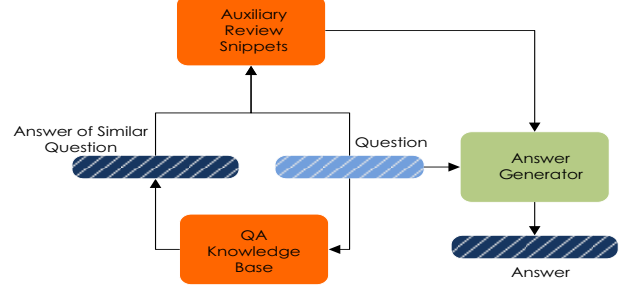 Auxiliary
Review
Snippets
Answer of Similar
Question
Question
Answer
Generator
QA
Knowledge
Base
Answer